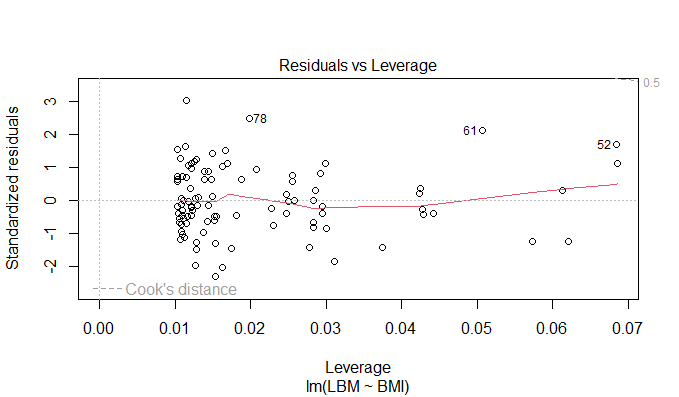 Residuals vs Leverage
Standardized residuals
3
2
1
0
-1
-2
78
61
52
0.5
Cook's distance
0.00 0.01 0.02 0.03 0.04 0.05 0.06 0.07
Leverage
lm(LBM ~ BMI)